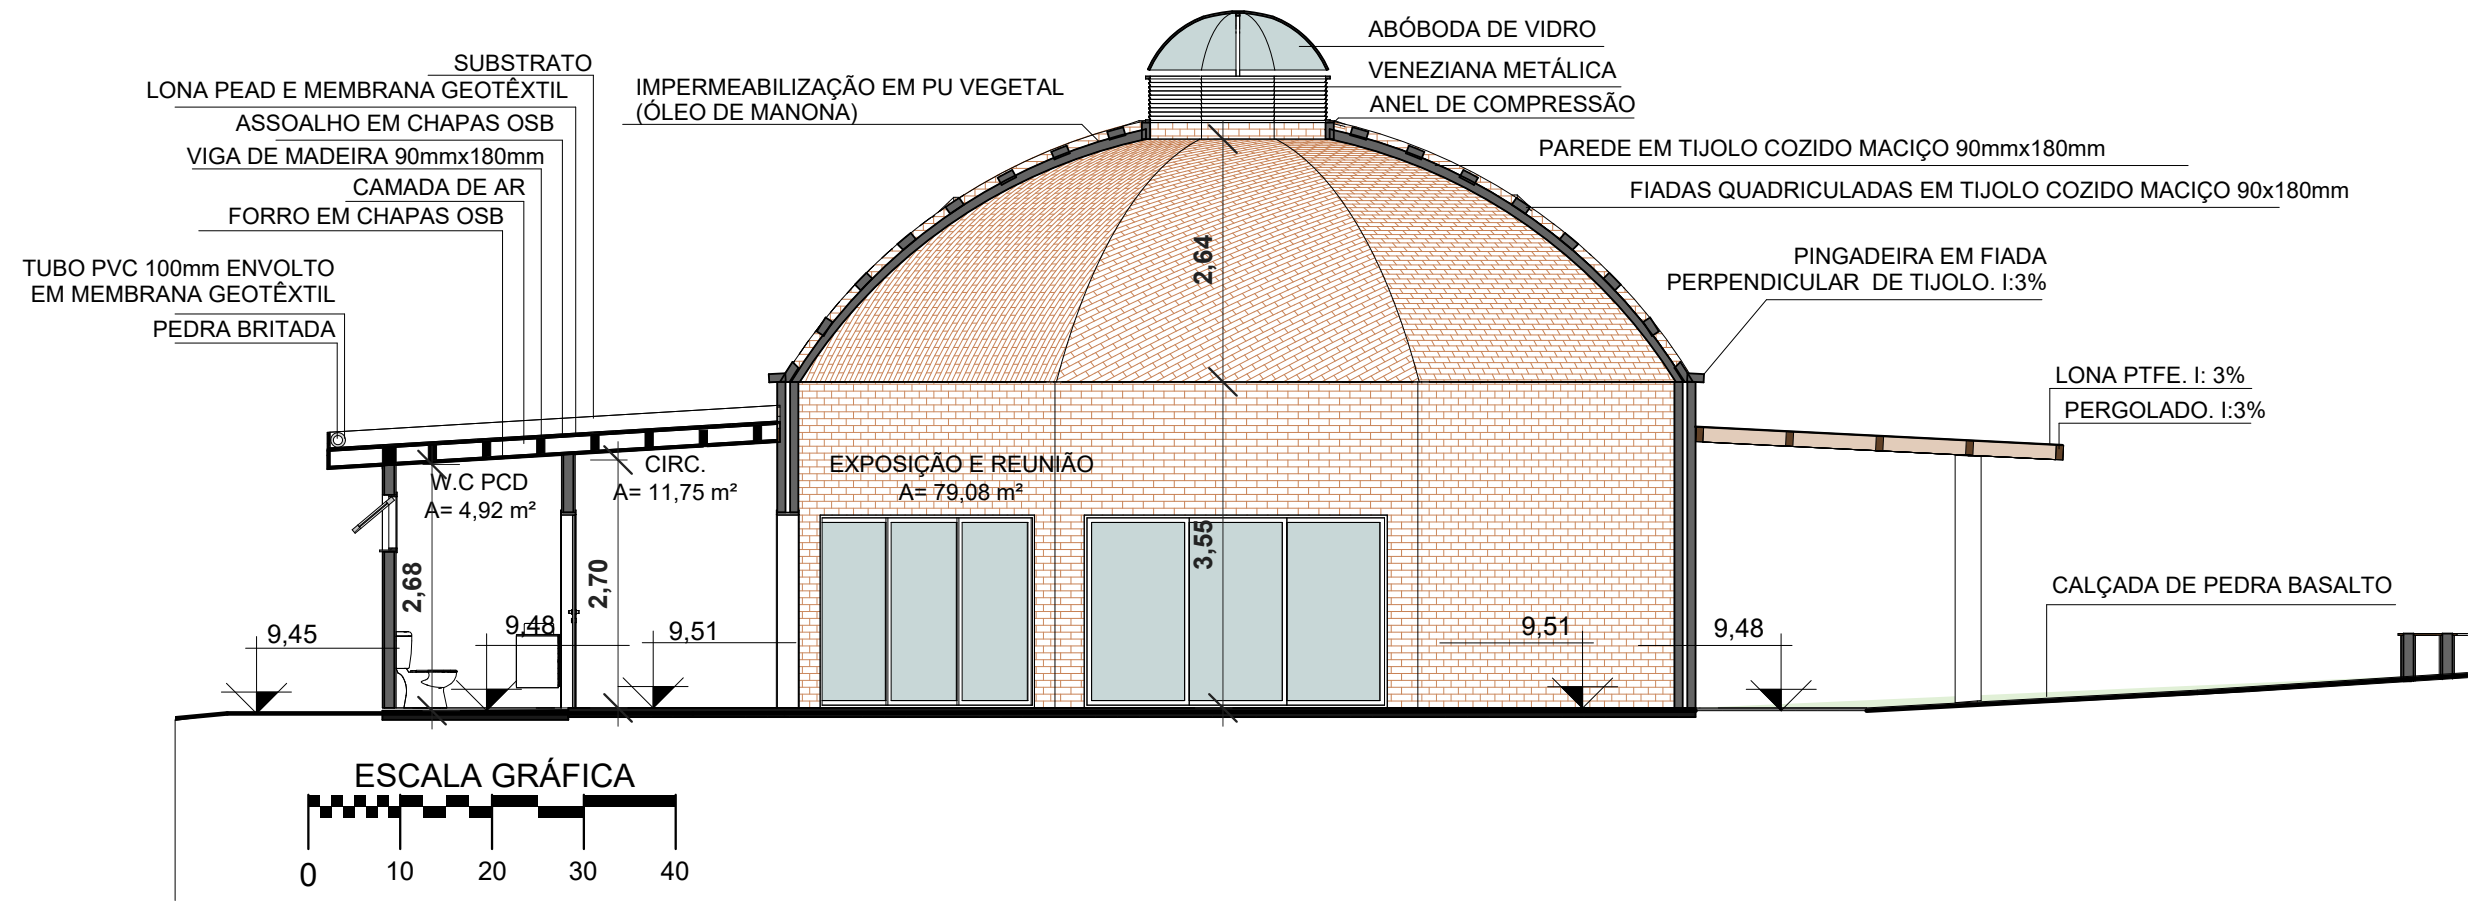 ABÓBODA DE VIDRO
VENEZIANA METÁLICA
ANEL DE COMPRESSÃO
SUBSTRATO
LONA PEAD E MEMBRANA GEOTÊXTIL
ASSOALHO EM CHAPAS OSB
VIGA DE MADEIRA 90mmx180mm
CAMADA DE AR
FORRO EM CHAPAS OSB
TUBO PVC 100mm ENVOLTO
EM MEMBRANA GEOTÊXTIL
PEDRA BRITADA
IMPERMEABILIZAÇÃO EM PU VEGETAL
(ÓLEO DE MANONA)
PAREDE EM TIJOLO COZIDO MACIÇO 90mmx180mm
FIADAS QUADRICULADAS EM TIJOLO COZIDO MACIÇO 90x180mm
PINGADEIRA EM FIADA
PERPENDICULAR DE TIJOLO. I:3%
LONA PTFE. I: 3%
PERGOLADO. I:3%
2,64
W.C PCD
A= 4,92 m²
CIRC.
A= 11,75 m²
EXPOSIÇÃO E REUNIÃO
A= 79,08 m²
2,68
2,70
3,55
CALÇADA DE PEDRA BASALTO
9,45
9,48
9,51
9,51
9,48
ESCALA GRÁFICA
0
10
20
30
40